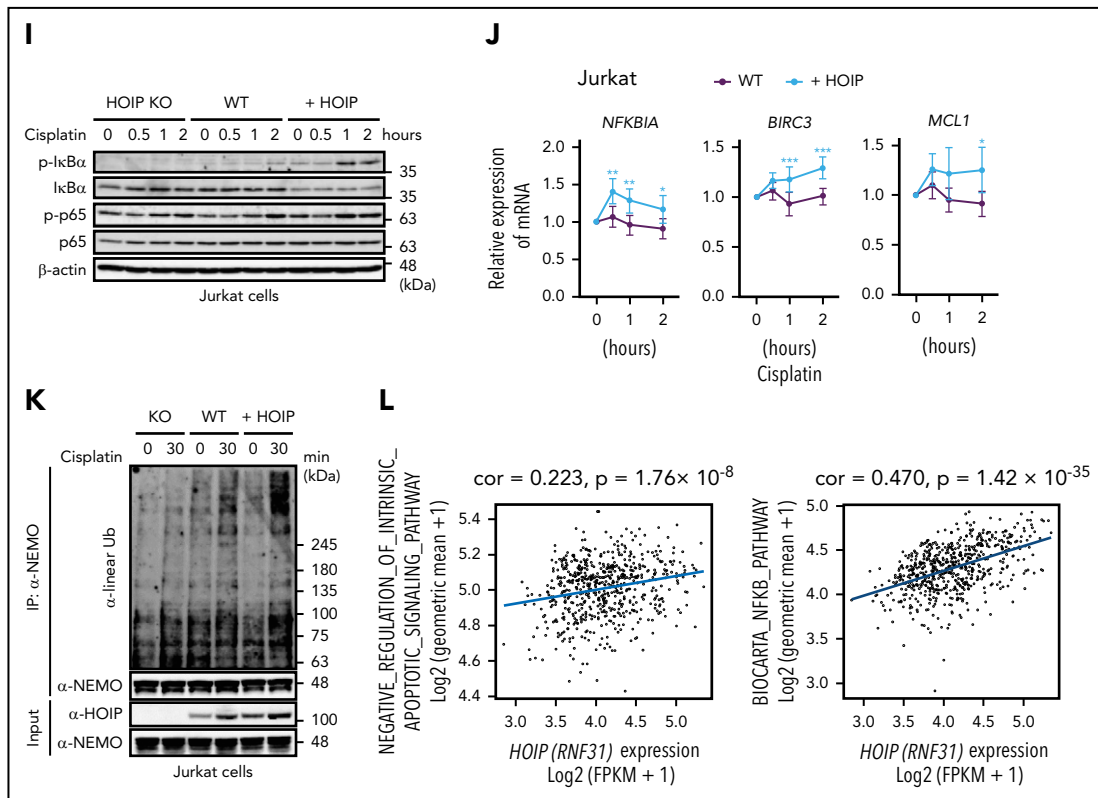 I
HOIP KO WT + HOIP
Cisplatin 0 0.5 1 2 0 0.5 1 2 0 0.5 1 2 hours
p-IκBα
35
IκBα
35
p-p65
63
p65
63
β-actin
48
(kDa)
Jurkat cells
J
Jurkat WT + HOIP
NFKBIA BIRC3 MCL1
Relative expression
of mRNA
2.0
1.5
1.0
0.5
0.0
** ** *
0 1 2
(hours)
1.5
1.0
0.5
0.0
*** ***
0 1 2
(hours)
Cisplatin
2.0
1.5
1.0
0.5
0.0
*
0 1 2
(hours)
K
KO WT + HOIP
Cisplatin 0 30 0 30 0 30 min
(kDa)
IP: α-NEMO
α-linear Ub
245
180
135
100
75
63
α-NEMO 48
Input
α-HOIP 100
α-NEMO 48
Jurkat cells
L
cor = 0.223, p = 1.76× 10-8
NEGATIVE_REGULATION_OF_INTRINSIC_
APOPTOTIC_SIGNALING_PATHWAY
Log2 (geometric mean + 1)
5.4
5.2
5.0
4.8
4.6
4.4
3.0 3.5 4.0 4.5 5.0
HOIP (RNF31) expression
Log2 (FPKM + 1)
cor = 0.470, p = 1.42 × 10-35
BIOCARTA_NFKB_PATHWAY
Log2 (geometric mean + 1)
5.0
4.5
4.25
3.5
3.0
3.0 3.5 4.0 4.5 5.0
HOIP (RNF31) expression
Log2 (FPKM + 1)